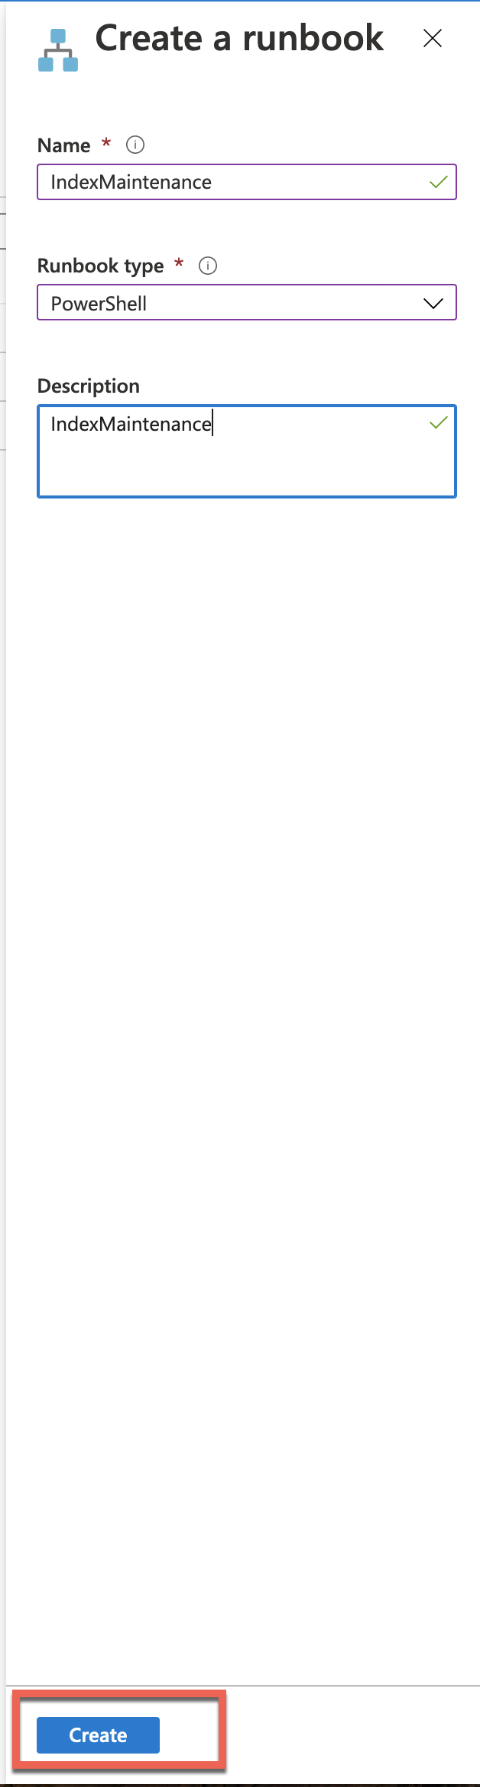 Create a runbook
Name *
IndexMaintenance
Runbook type *
PowerShell
Description
IndexMaintenance
Create